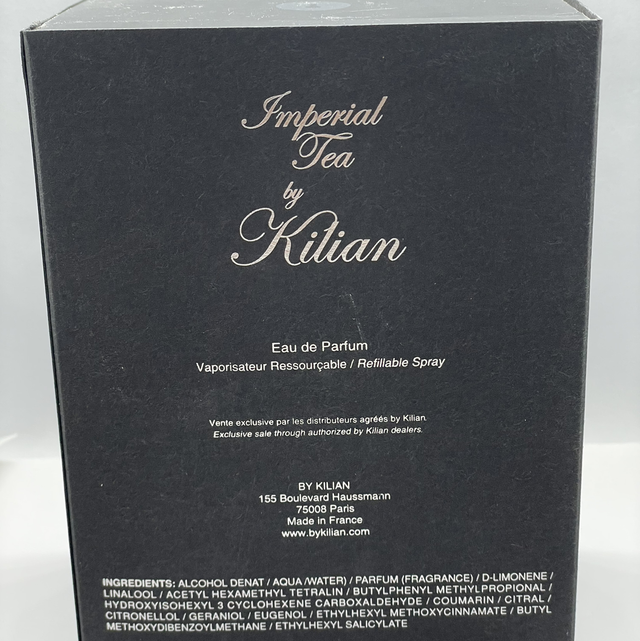 Imperial
Tea
by
Kilian
Eau de Parfum
Vaporisateur Ressourçable / Refillable Spray
Vente exclusive par les distributeurs agréés by Kilian.
Exclusive sale through authorized by Kilian dealers.
BY KILIAN
155 Boulevard Haussmann
75008 Paris
Made in France
www.bykilian.com
INGREDIENTS: ALCOHOL DENAT / AQUA /WATER) / PARFUM (FRAGRANCE) / D-LIMONENE /
LINALOOL / ACETYL HEXAMETHYL TETRALIN / BUTYLPHENYL METHYLPROPIONAL /
HYDROXYISOHEXYL 3 CYCLOHEXENE CARBOXALDEHYDE / COUMARIN / CITRAL /
CITRONELLOL / GERANIOL / EUGENOL / ETHYLHEXYL METHOXYCINNAMATE / BUTYL
METHOXYDIBENZOYLMETHANE / ETHYLHEXYL SALICYLATE